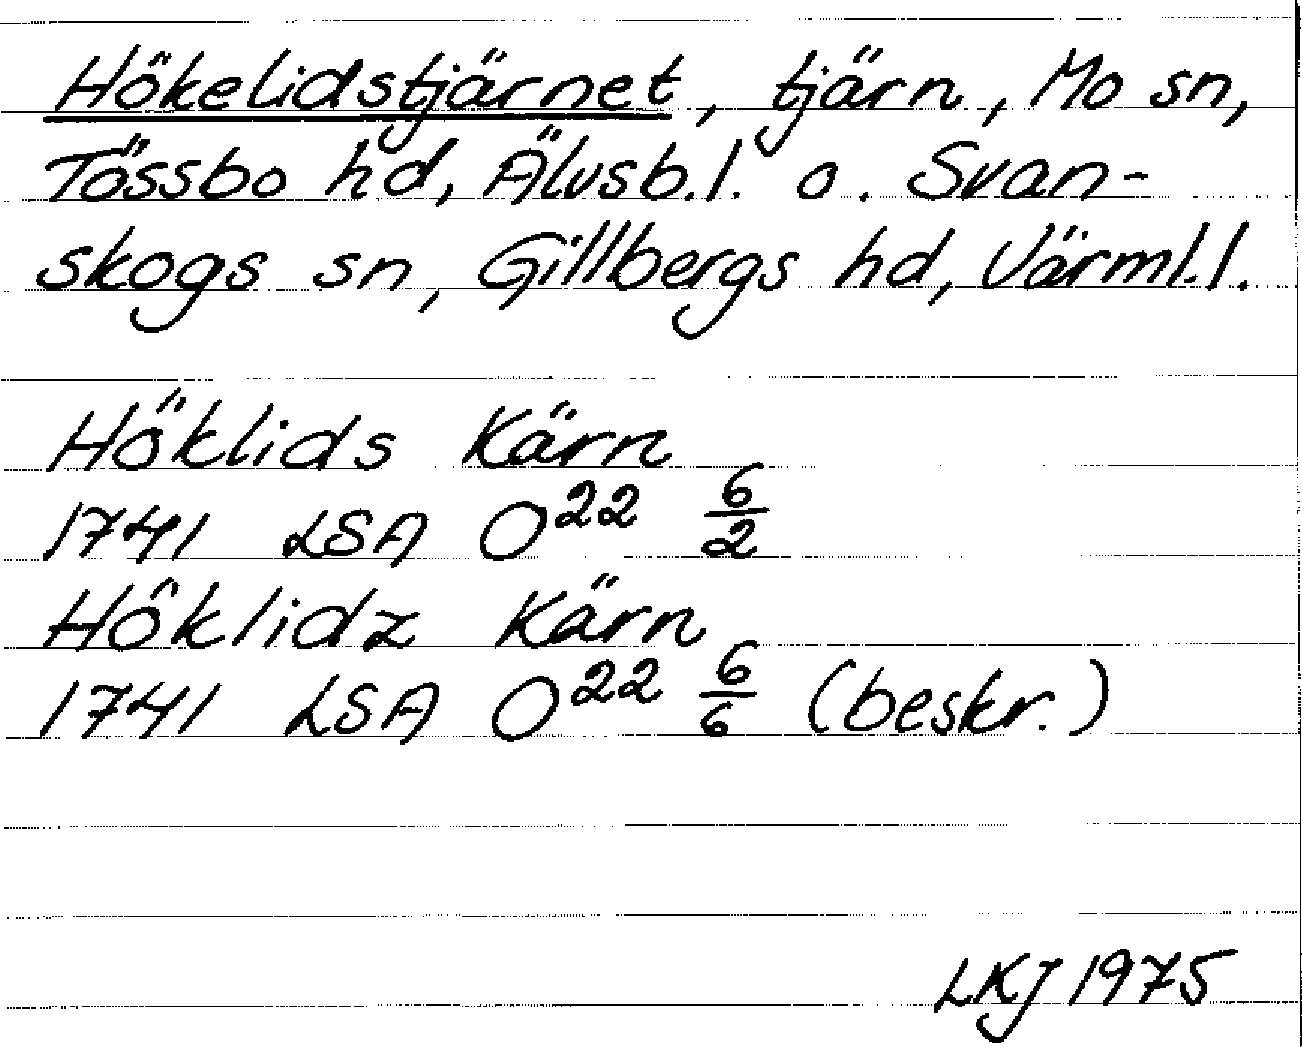 Hökelidstjärnet, tjärn, Mo sn,
Tössbo hd, Älvsb.l. o. Svan-
skogs sn, Gillbergs hd, Värml.l.
Höklids Kärn
1741 LSA O²² 6/2
Höklidz Kärn
1741 LSA O²² 6/6 (beskr.)
LKJ 1975